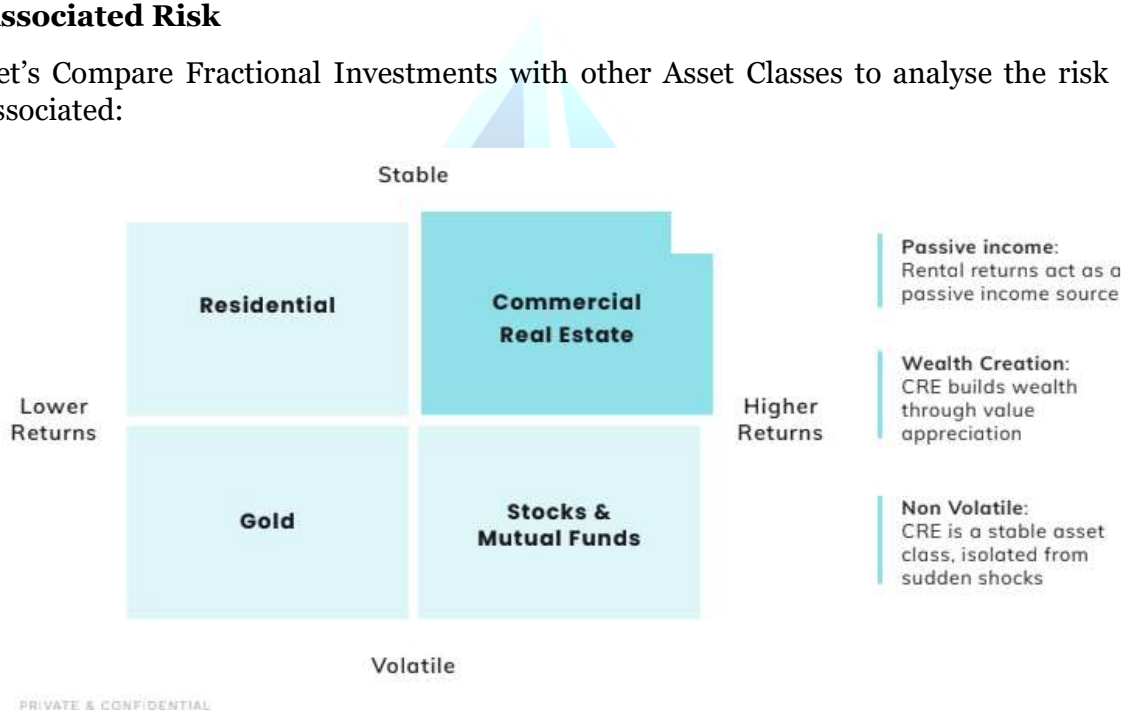 ssociated Risk
et’s Compare Fractional Investments with other Asset Classes to analyse the risk
ssociated:
Stable
Residential
Commercial
Real Estate
Lower
Returns
Higher
Returns
Gold
Stocks &
Mutual Funds
Volatile
Passive income:
Rental returns act as a
passive income source
Wealth Creation:
CRE builds wealth
through value
appreciation
Non Volatile:
CRE is a stable asset
class, isolated from
sudden shocks
PRIVATE & CONFIDENTIAL